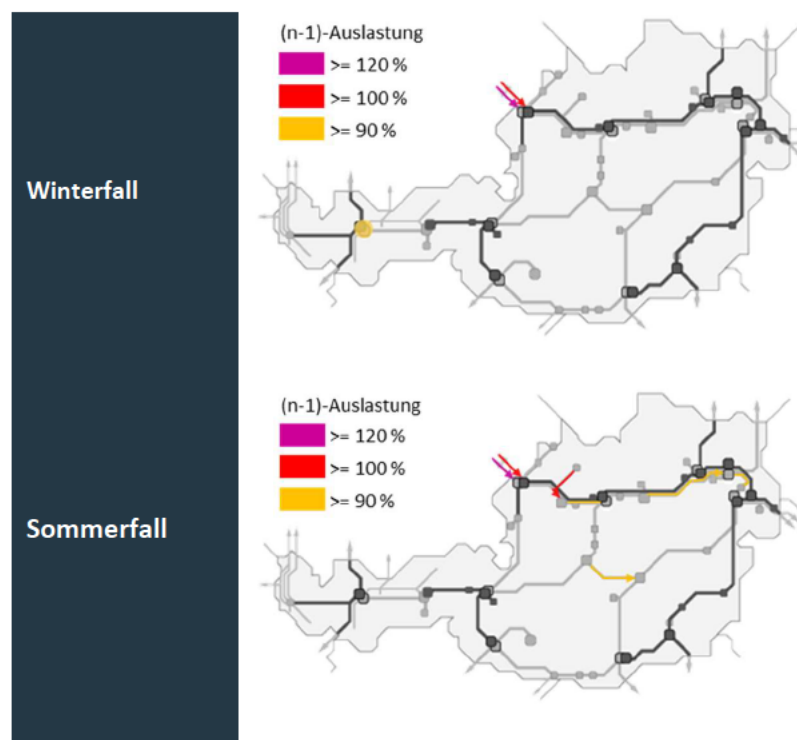 (n-1)-Auslastung
>= 120 %
>= 100 %
>= 90 %
Winterfall
(n-1)-Auslastung
>= 120 %
>= 100 %
>= 90 %
Sommerfall